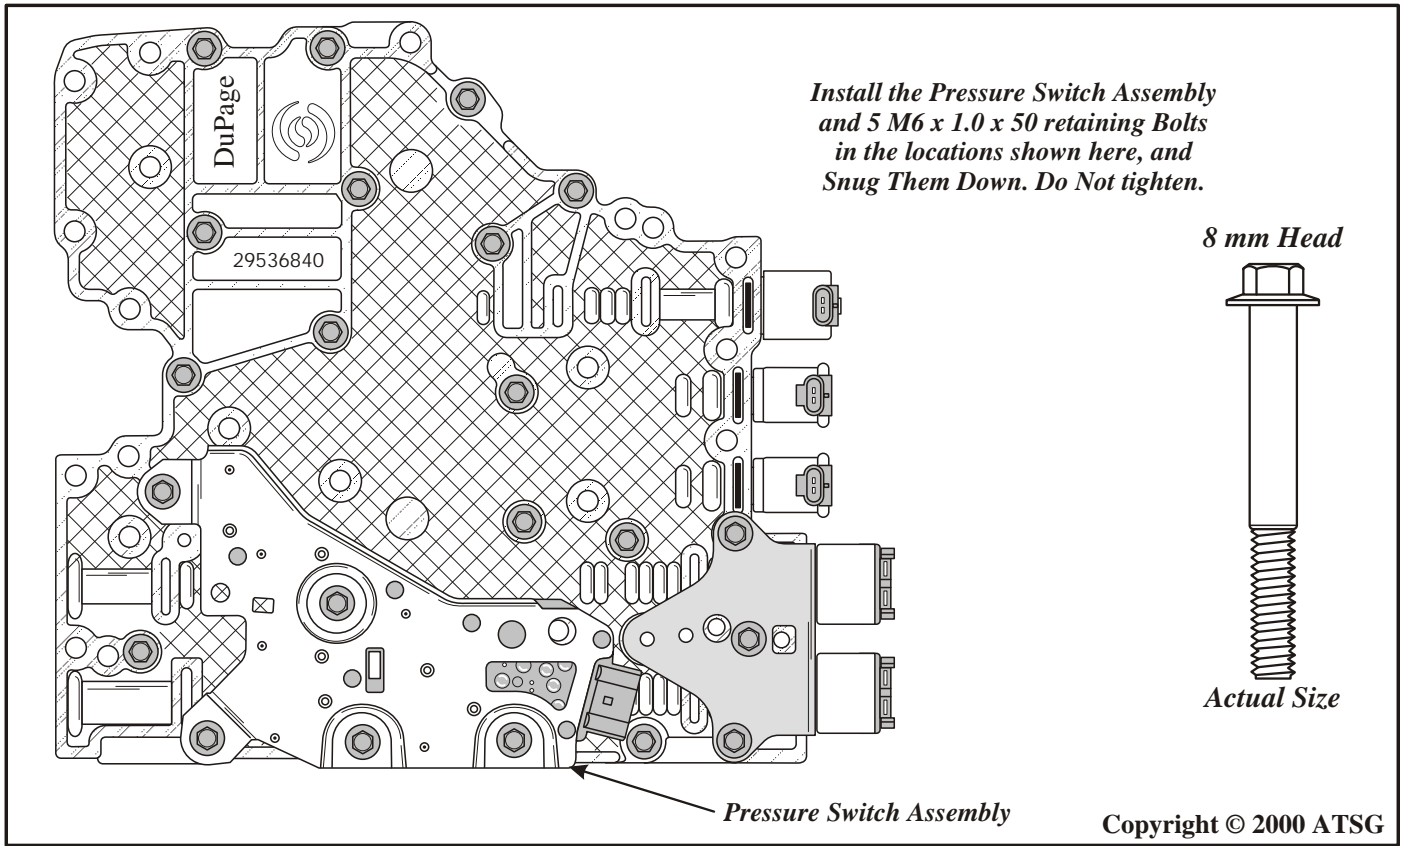 DuPage
29536840
Install the Pressure Switch Assembly
and 5 M6 x 1.0 x 50 retaining Bolts
in the locations shown here, and
Snug Them Down. Do Not tighten.
8 mm Head
Actual Size
Pressure Switch Assembly
Copyright © 2000 ATSG